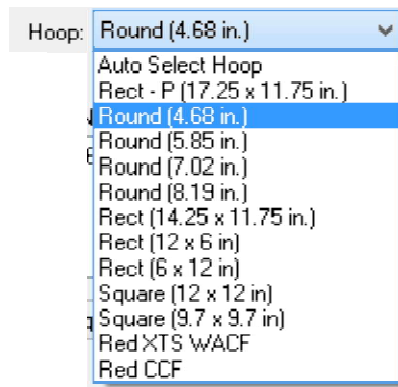 Hoop: Round (4.68 in.)
Auto Select Hoop
Rect - P (17.25 x 11.75 in.)
Round (4.68 in.)
Round (5.85 in.)
Round (7.02 in.)
Round (8.19 in.)
Rect (14.25 x 11.75 in.)
Rect (12 x 6 in)
Rect (6 x 12 in)
Square (12 x 12 in)
Square (9.7 x 9.7 in)
Red XTS WACF
Red CCF